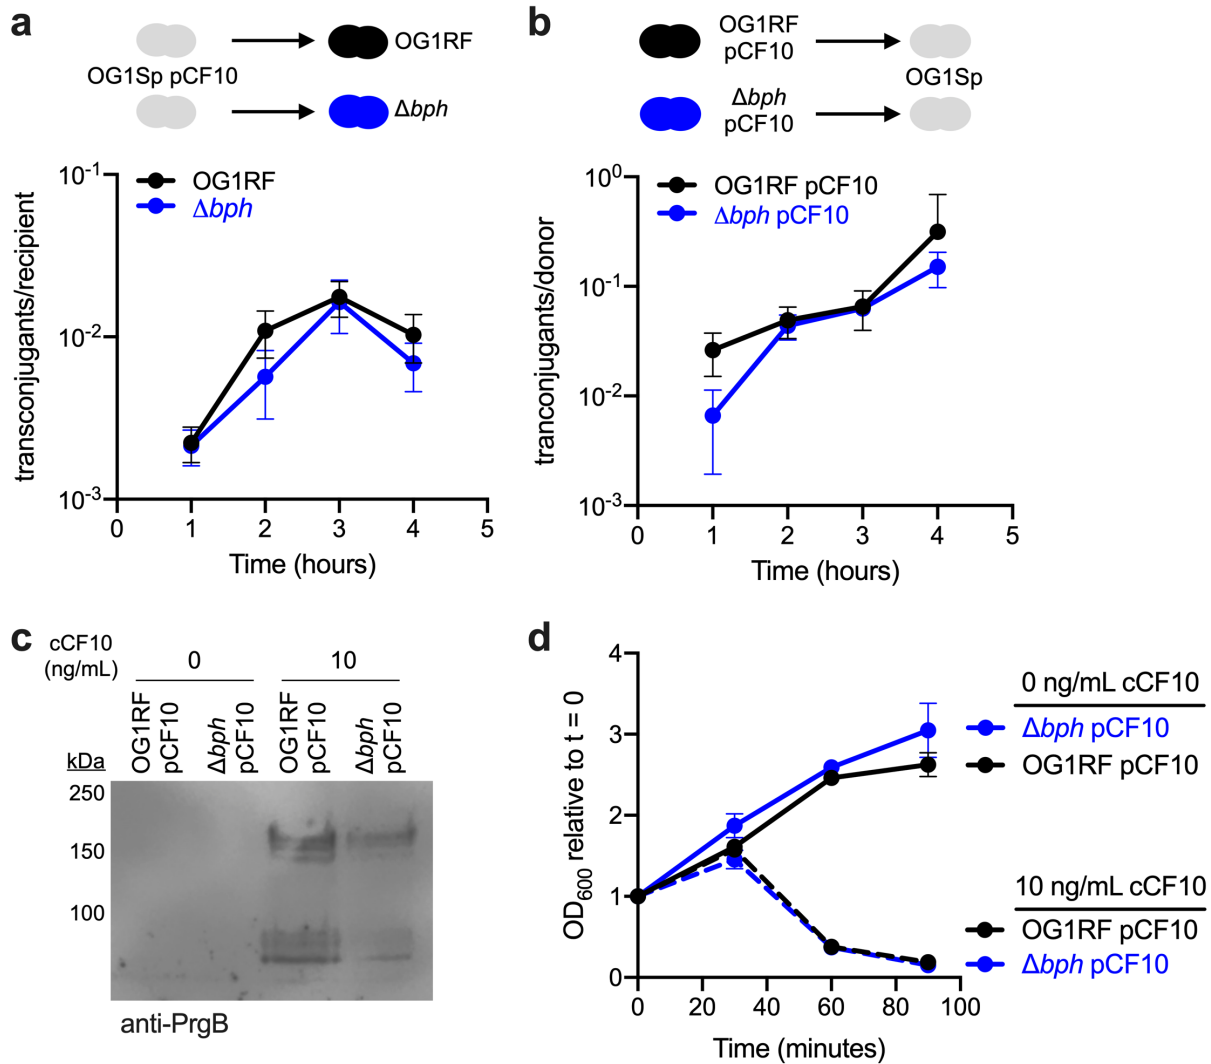 a
OG1RF
OG1Sp pCF10
Δbph
transconjugants/recipient
10-1
10-2
10-3
OG1RF
Δbph
0 1 2 3 4 5
Time (hours)
b
OG1RF
pCF10
OG1Sp
Δbph
pCF10
tranconjugants/donor
100
10-1
10-2
10-3
OG1RF pCF10
Δbph pCF10
0 1 2 3 4 5
Time (hours)
c
cCF10
(ng/mL)
0 10
OG1RF
pCF10
Δbph
pCF10
OG1RF
pCF10
Δbph
pCF10
kDa
250
150
100
anti-PrgB
d
OD600 relative to t = 0
4
3
2
1
0
0 20 40 60 80 100
Time (minutes)
0 ng/mL cCF10
Δbph pCF10
OG1RF pCF10
10 ng/mL cCF10
OG1RF pCF10
Δbph pCF10